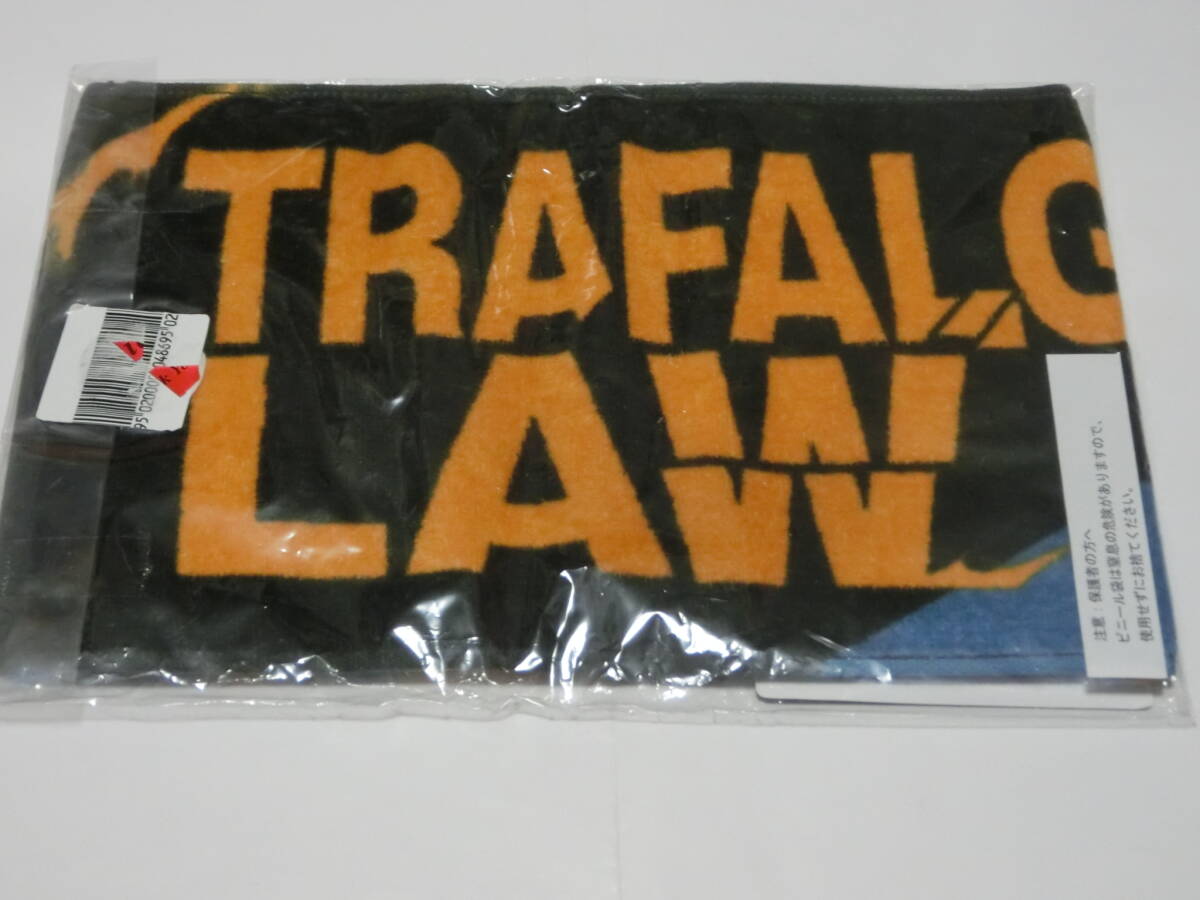 TRAFALG
LAW
注意：保護者の方へ
ビニール袋は窒息の危険がありますので、
使用せずにお捨てください。